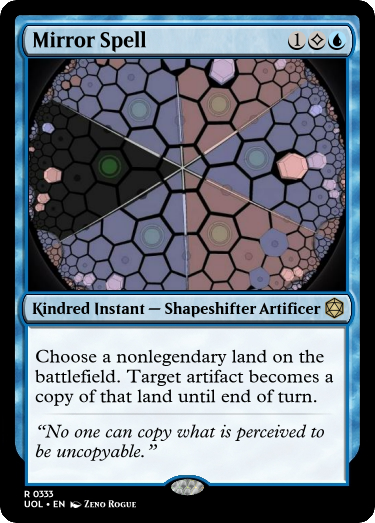 Mirror Spell 1
Kindred Instant — Shapeshifter Artificer
Choose a nonlegendary land on the
battlefield. Target artifact becomes a
copy of that land until end of turn.
“No one can copy what is perceived to
be uncopyable.”
R 0333
UOL • EN Zeno Rogue